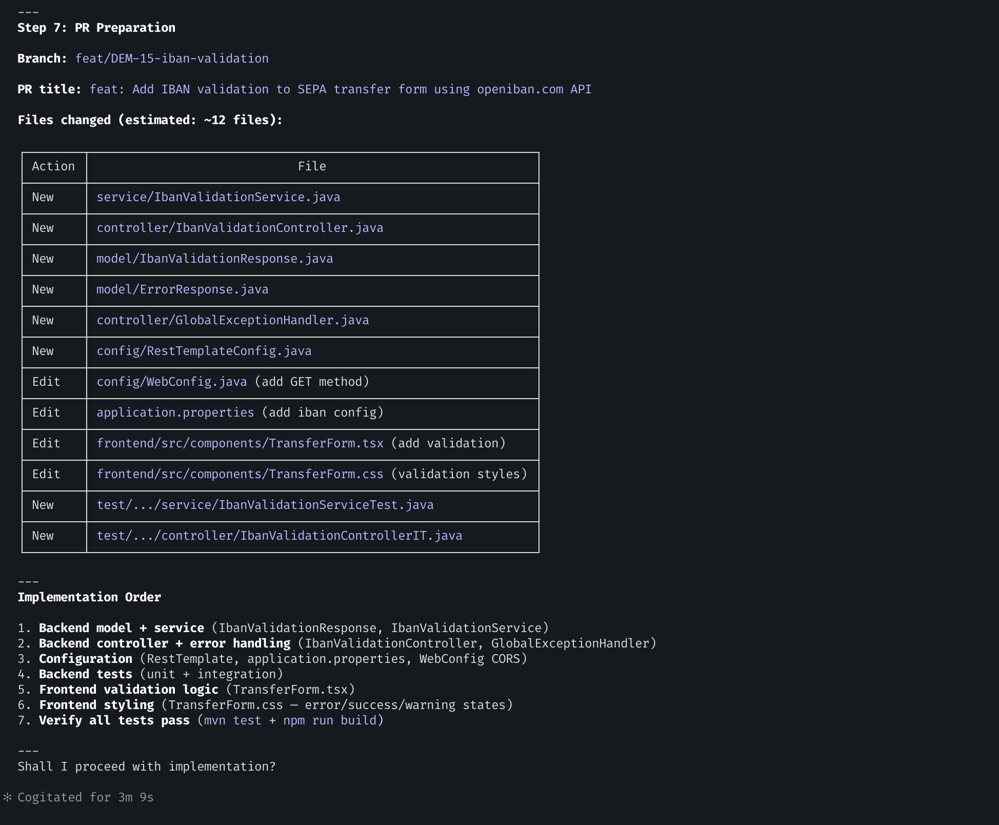 ---
Step 7: PR Preparation
Branch: feat/DEM-15-iban-validation
PR title: feat: Add IBAN validation to SEPA transfer form using openiban.com API
Files changed (estimated: ~12 files):
Action File
New service/IbanValidationService.java
New controller/IbanValidationController.java
New model/IbanValidationResponse.java
New model/ErrorResponse.java
New controller/GlobalExceptionHandler.java
New config/RestTemplateConfig.java
Edit config/WebConfig.java (add GET method)
Edit application.properties (add iban config)
Edit frontend/src/components/TransferForm.tsx (add validation)
Edit frontend/src/components/TransferForm.css (validation styles)
New test/.../service/IbanValidationServiceTest.java
New test/.../controller/IbanValidationControllerIT.java
---
Implementation Order
1. Backend model + service (IbanValidationResponse, IbanValidationService)
2. Backend controller + error handling (IbanValidationController, GlobalExceptionHandler)
3. Configuration (RestTemplate, application.properties, WebConfig CORS)
4. Backend tests (unit + integration)
5. Frontend validation logic (TransferForm.tsx)
6. Frontend styling (TransferForm.css — error/success/warning states)
7. Verify all tests pass (mvn test + npm run build)
---
Shall I proceed with implementation?
✻ Cogitated for 3m 9s